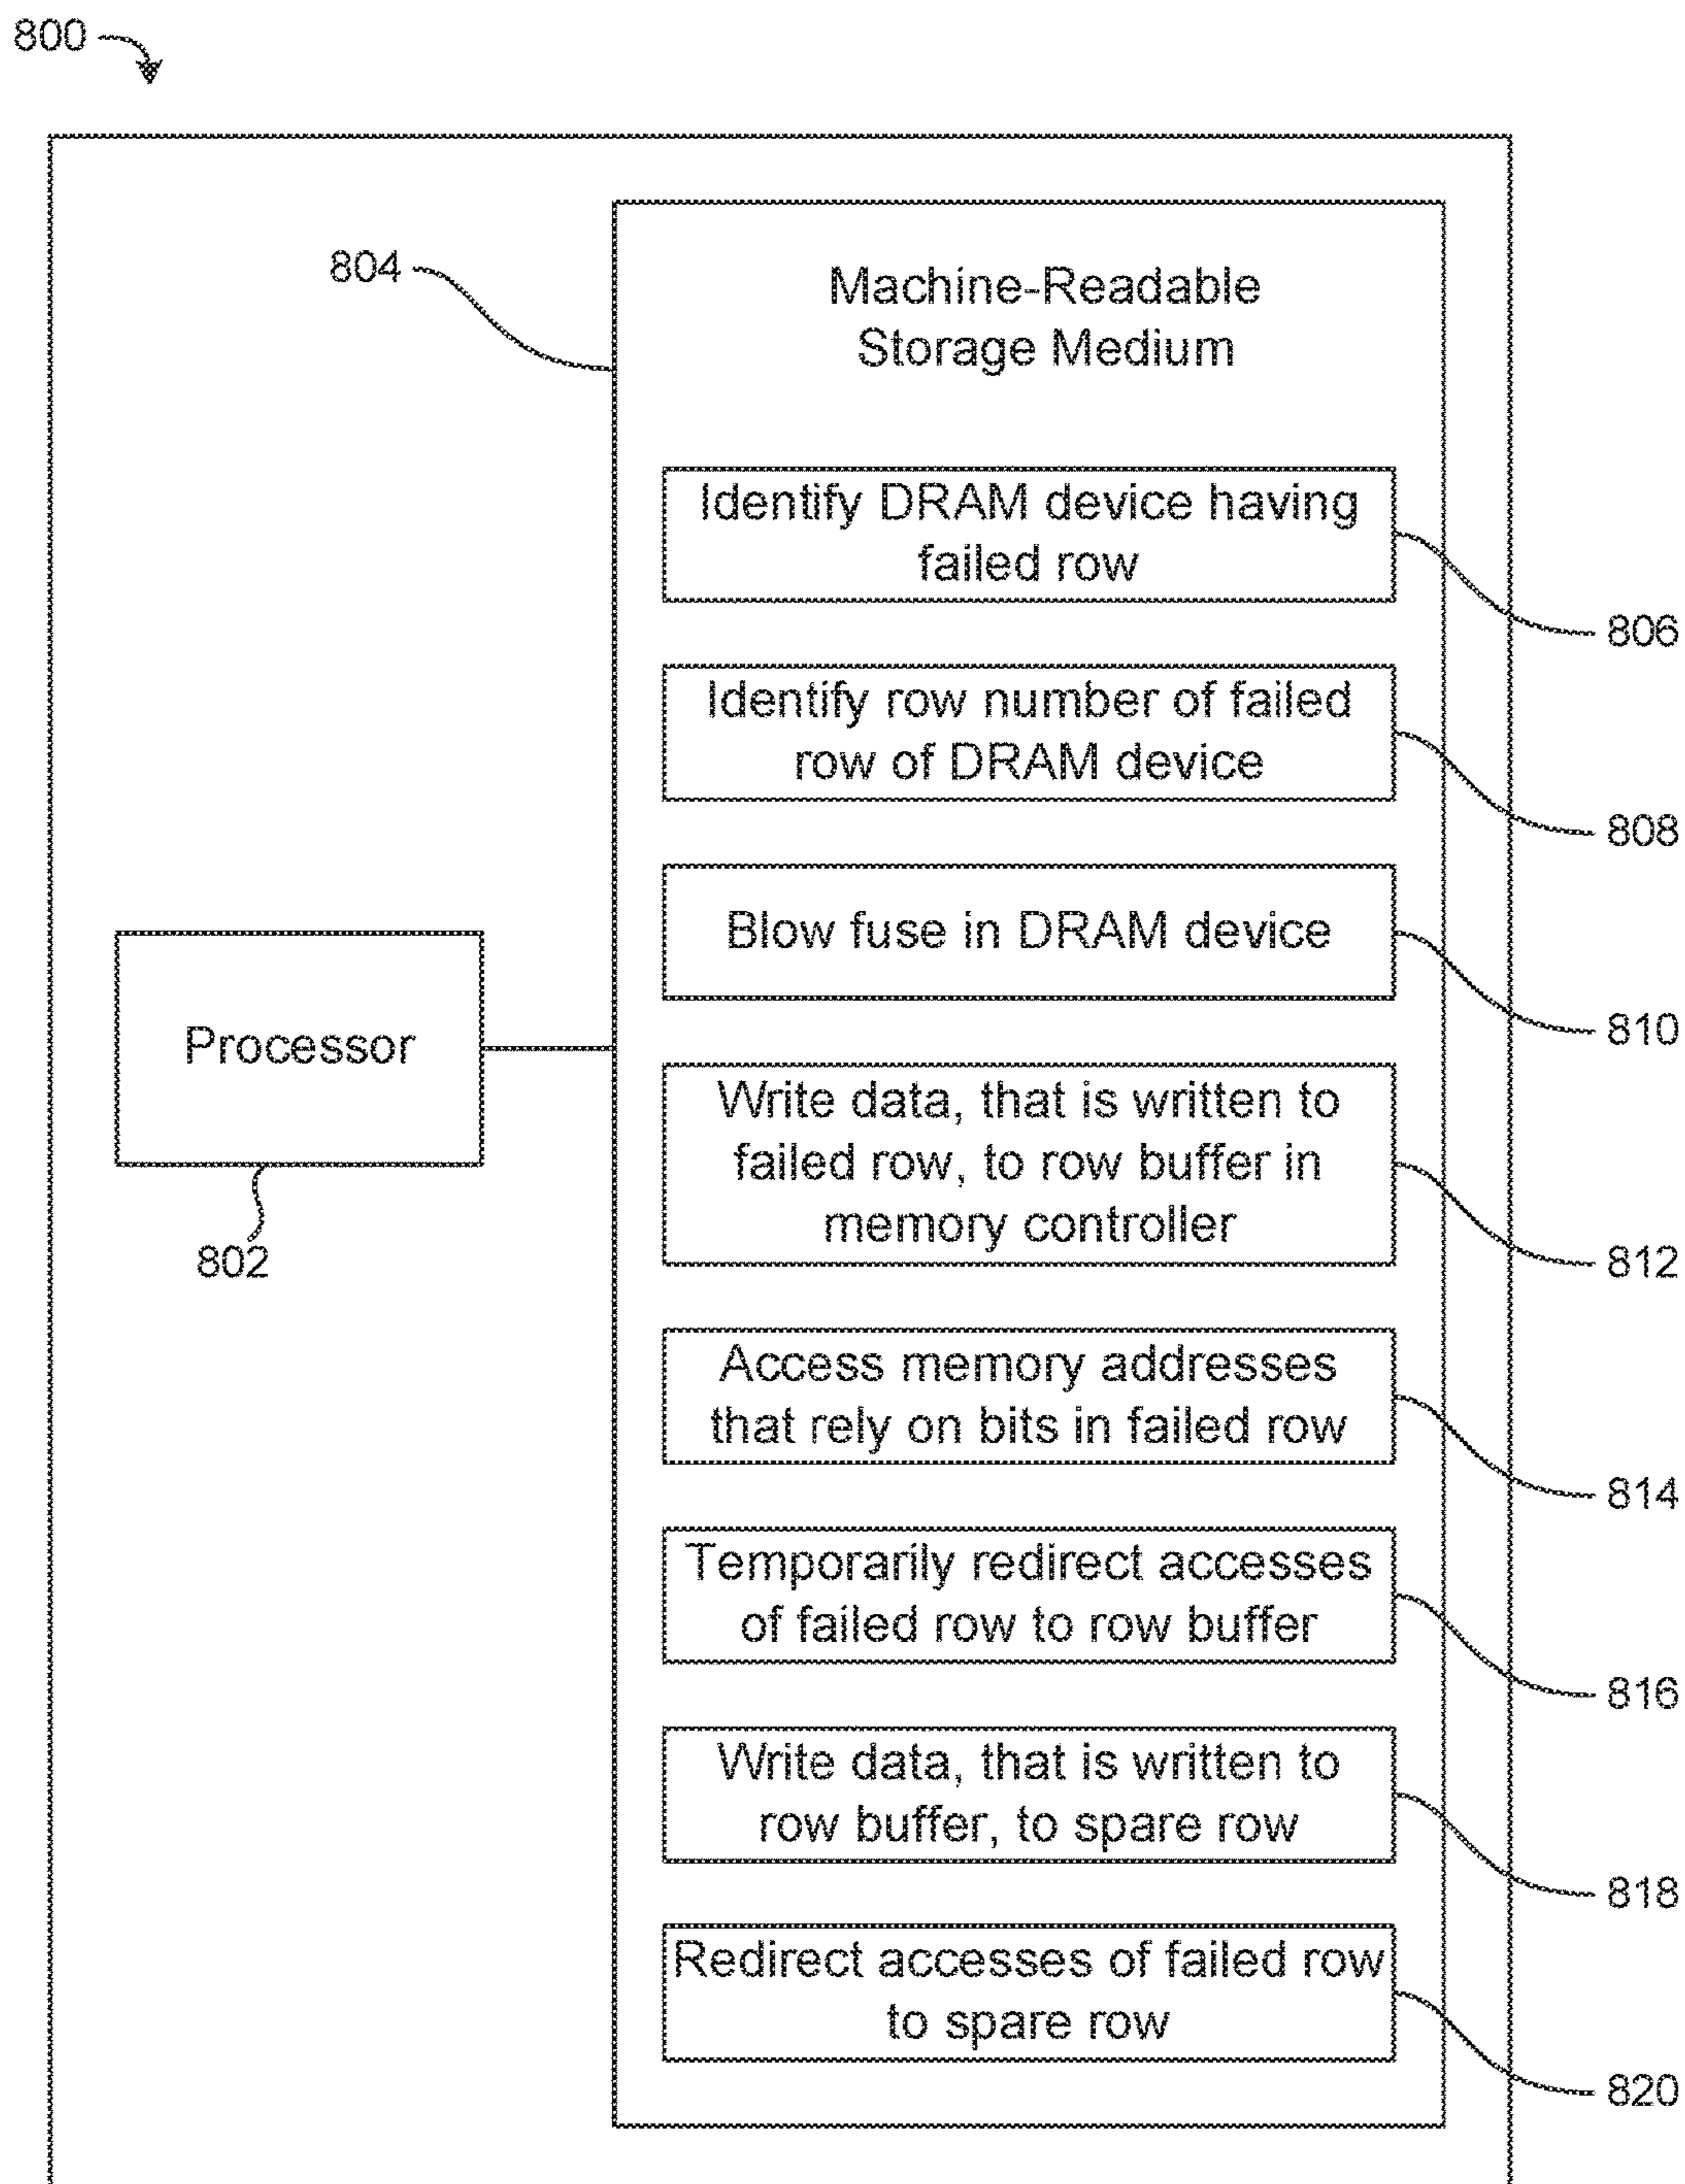 800
804
Machine-Readable
Storage Medium
Identify DRAM device having
failed row
806
Identify row number of failed
row of DRAM device
808
Blow fuse in DRAM device
810
Processor
802
Write data, that is written to
failed row, to row buffer in
memory controller
812
Access memory addresses
that rely on bits in failed row
814
Temporarily redirect accesses
of failed row to row buffer
816
Write data, that is written to
row buffer, to spare row
818
Redirect accesses of failed row
to spare row
820